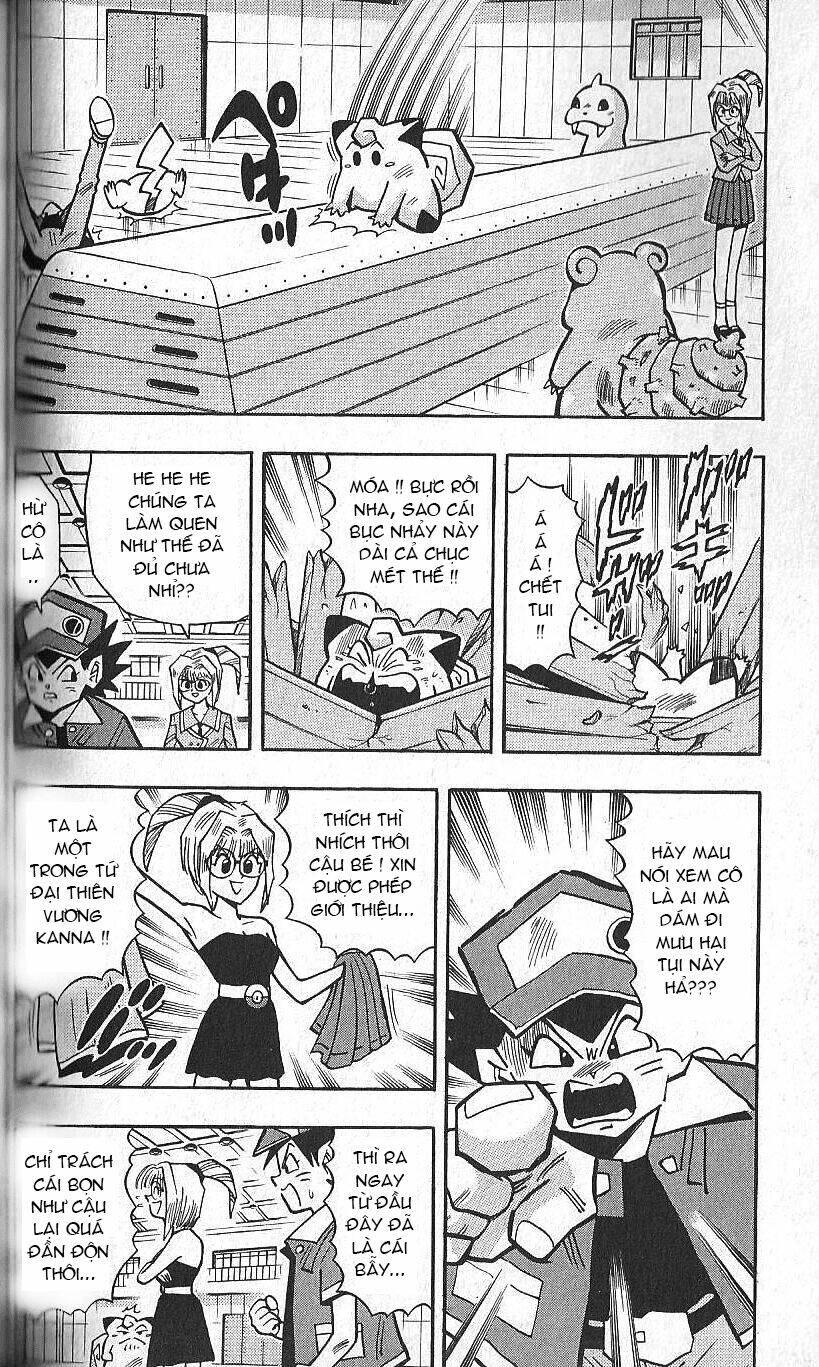 パ
ッ
Á
Á
Á ! CHẾT
TUI
!!
MÓA !! BỰC RỒI
NHA, SAO CÁI
BỤC NHẢY NÀY
DÀI CẢ CHỤC
MÉT THẾ !!
HE HE HE
CHÚNG TA
LÀM QUEN
NHƯ THẾ ĐÃ
ĐỦ CHƯA
NHỈ??
HỪ
CÔ
LÀ
..
HÃY MAU
NÓI XEM CÔ
LÀ AI MÀ
DÁM ĐI
MƯU HẠI
TỤI NÀY
HẢ???
THÍCH THÌ
NHÍCH THÔI
CẬU BÉ ! XIN
ĐƯỢC PHÉP
GIỚI THIỆU...
TA LÀ
MỘT
TRONG TỨ
ĐẠI THIÊN
VƯƠNG
KANNA !!
THÌ RA
NGAY
TỪ ĐẦU
ĐÂY ĐÃ
LÀ CÁI
BẪY...
CHỈ TRÁCH
CÁI BỌN
NHƯ CẬU
LẠI QUÁ
ĐẦN ĐỘN
THÔI...